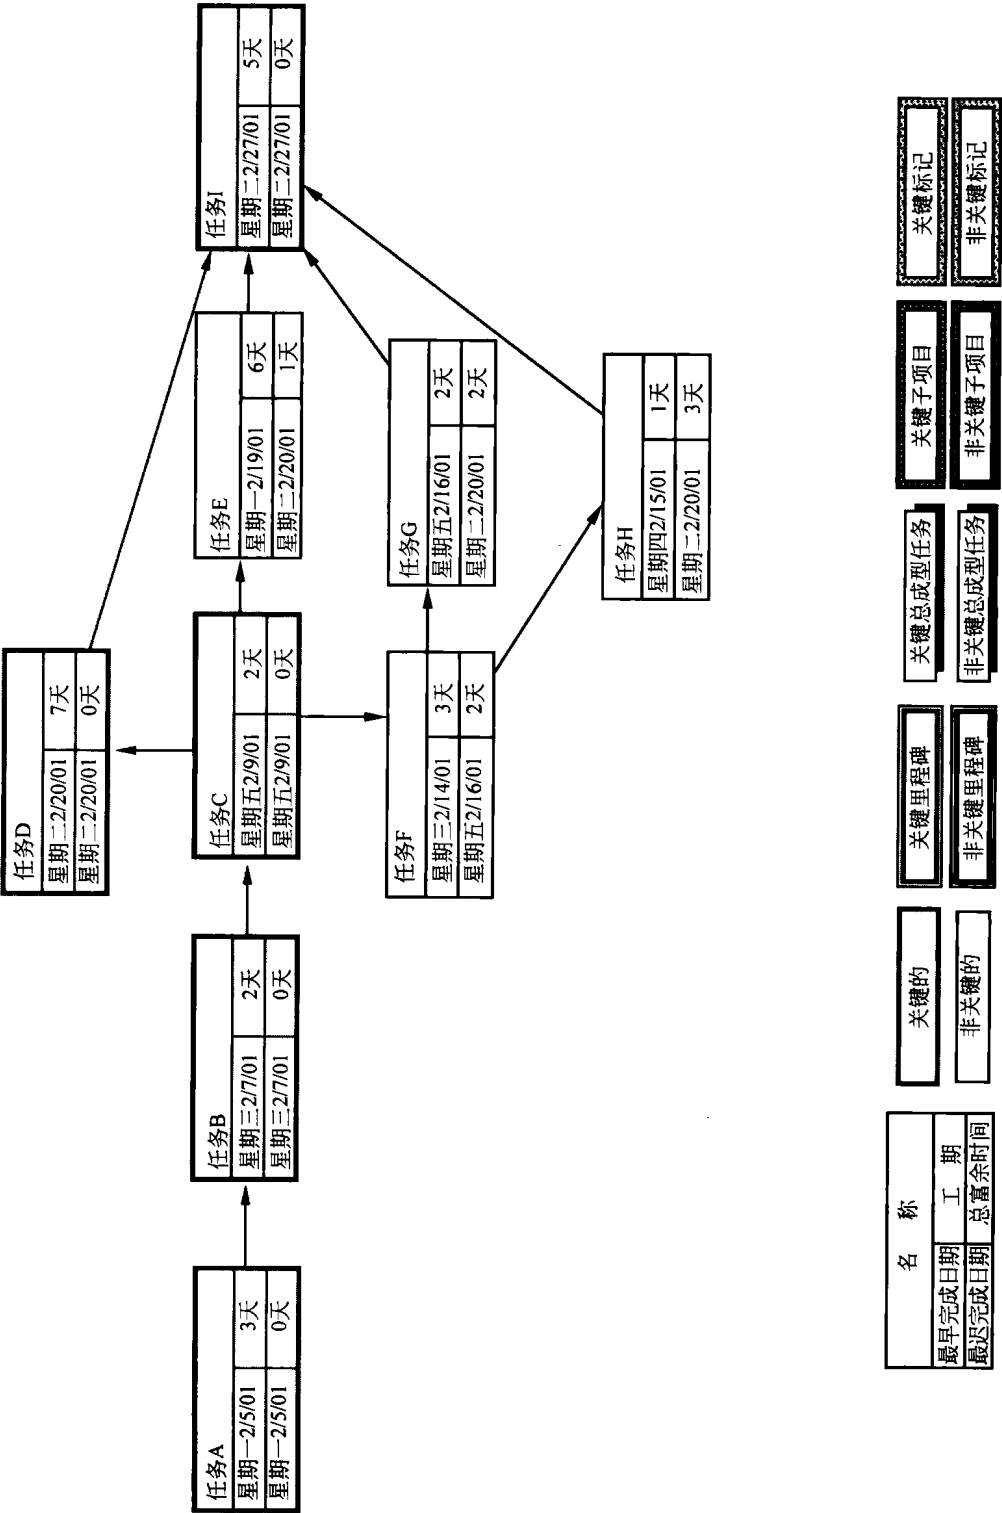 任务A
星期一2/5/01 3天
星期一2/5/01 0天
任务B
星期三2/7/01 2天
星期三2/7/01 0天
任务C
星期五2/9/01 2天
星期五2/9/01 0天
任务D
星期二2/20/01 7天
星期二2/20/01 0天
任务E
星期一2/19/01 6天
星期二2/20/01 1天
任务F
星期三2/14/01 3天
星期五2/16/01 2天
任务G
星期五2/16/01 2天
星期二2/20/01 2天
任务H
星期四2/15/01 1天
星期二2/20/01 3天
任务I
星期二2/27/01 5天
星期二2/27/01 0天
名 称
最早完成日期 工 期
最迟完成日期 总富余时间
关键的
非关键的
关键里程碑
非关键里程碑
关键总成型任务
非关键总成型任务
关键子项目
非关键子项目
关键标记
非关键标记